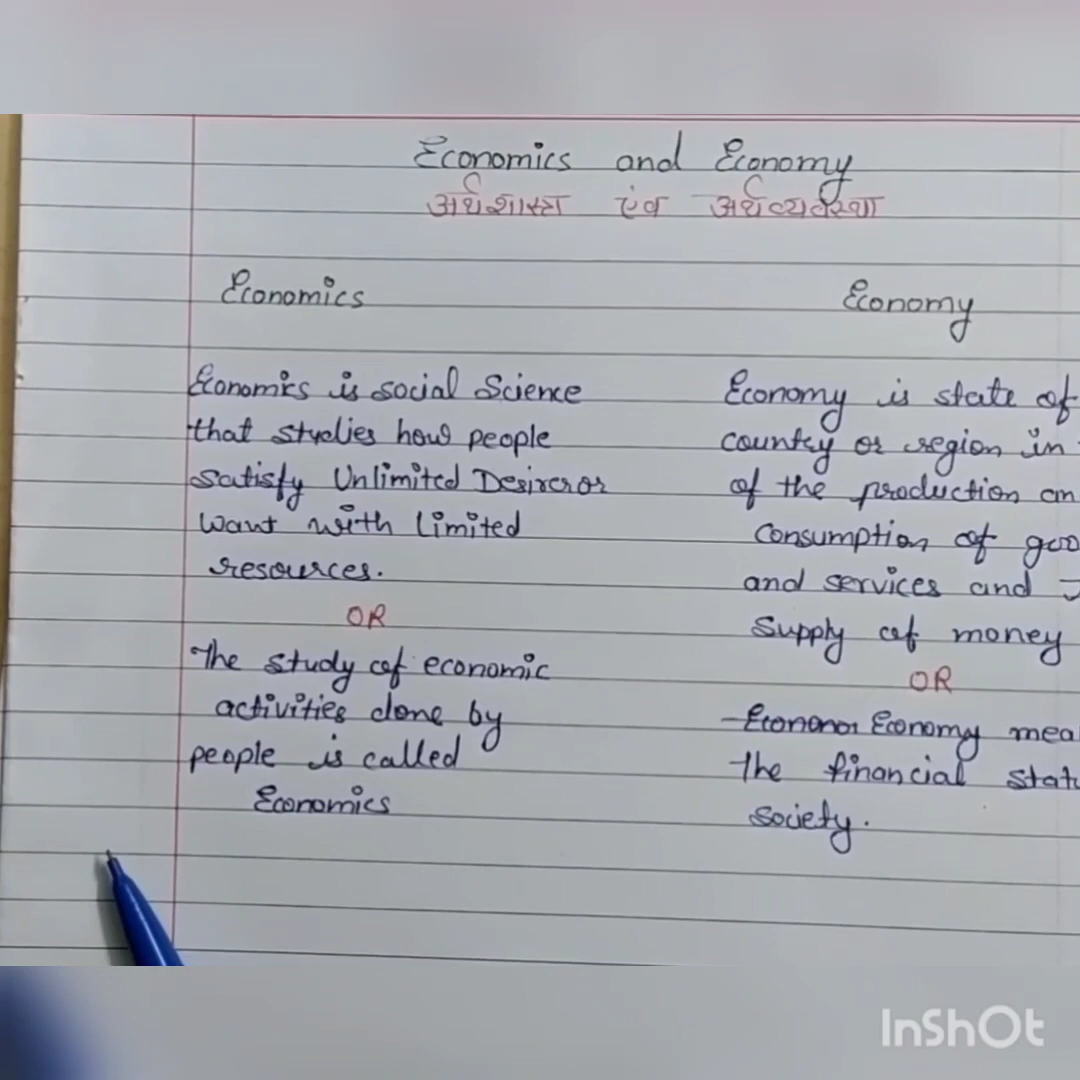 Economics and Economy
अर्थशास्त्र एंव अर्थव्यवस्था
Economics
Economics is social Science
that studies how people
satisfy Unlimited Desire or
want with limited
resources.
OR
The study of economic
activities done by
people is called
Economics
Economy
Economy is state of
country or region in
of the production an
consumption of goo
and services and
supply of money
OR
Economy mea
the financial stat
society.
InShOt